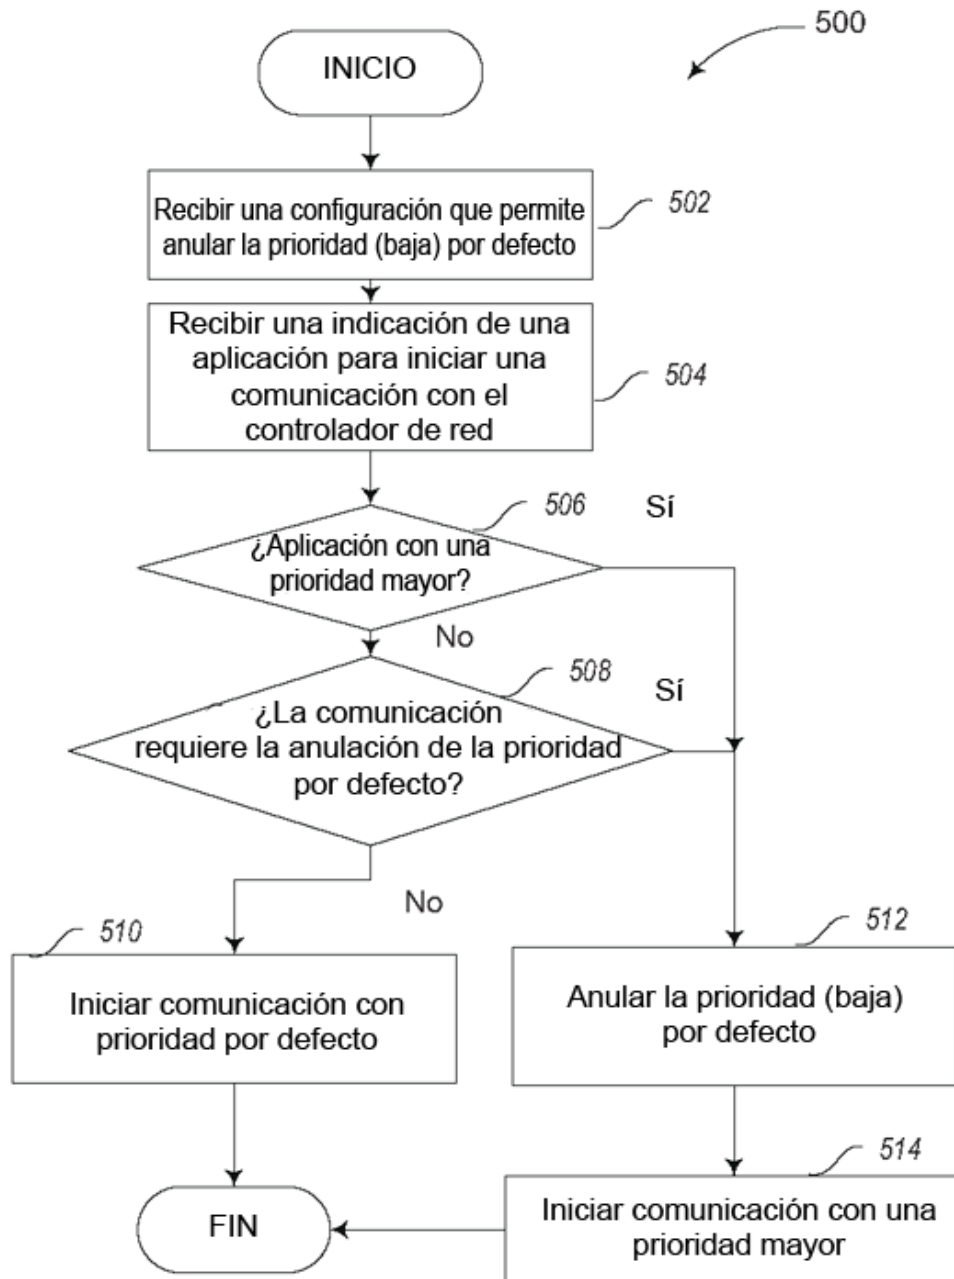 500
INICIO
Recibir una configuración que permite
anular la prioridad (baja) por defecto
502
Recibir una indicación de una
aplicación para iniciar una
comunicación con el
controlador de red
504
506
Sí
¿Aplicación con una
prioridad mayor?
No
508
Sí
¿La comunicación
requiere la anulación de la prioridad
por defecto?
No
510
Iniciar comunicación con
prioridad por defecto
512
Anular la prioridad (baja)
por defecto
514
Iniciar comunicación con una
prioridad mayor
FIN